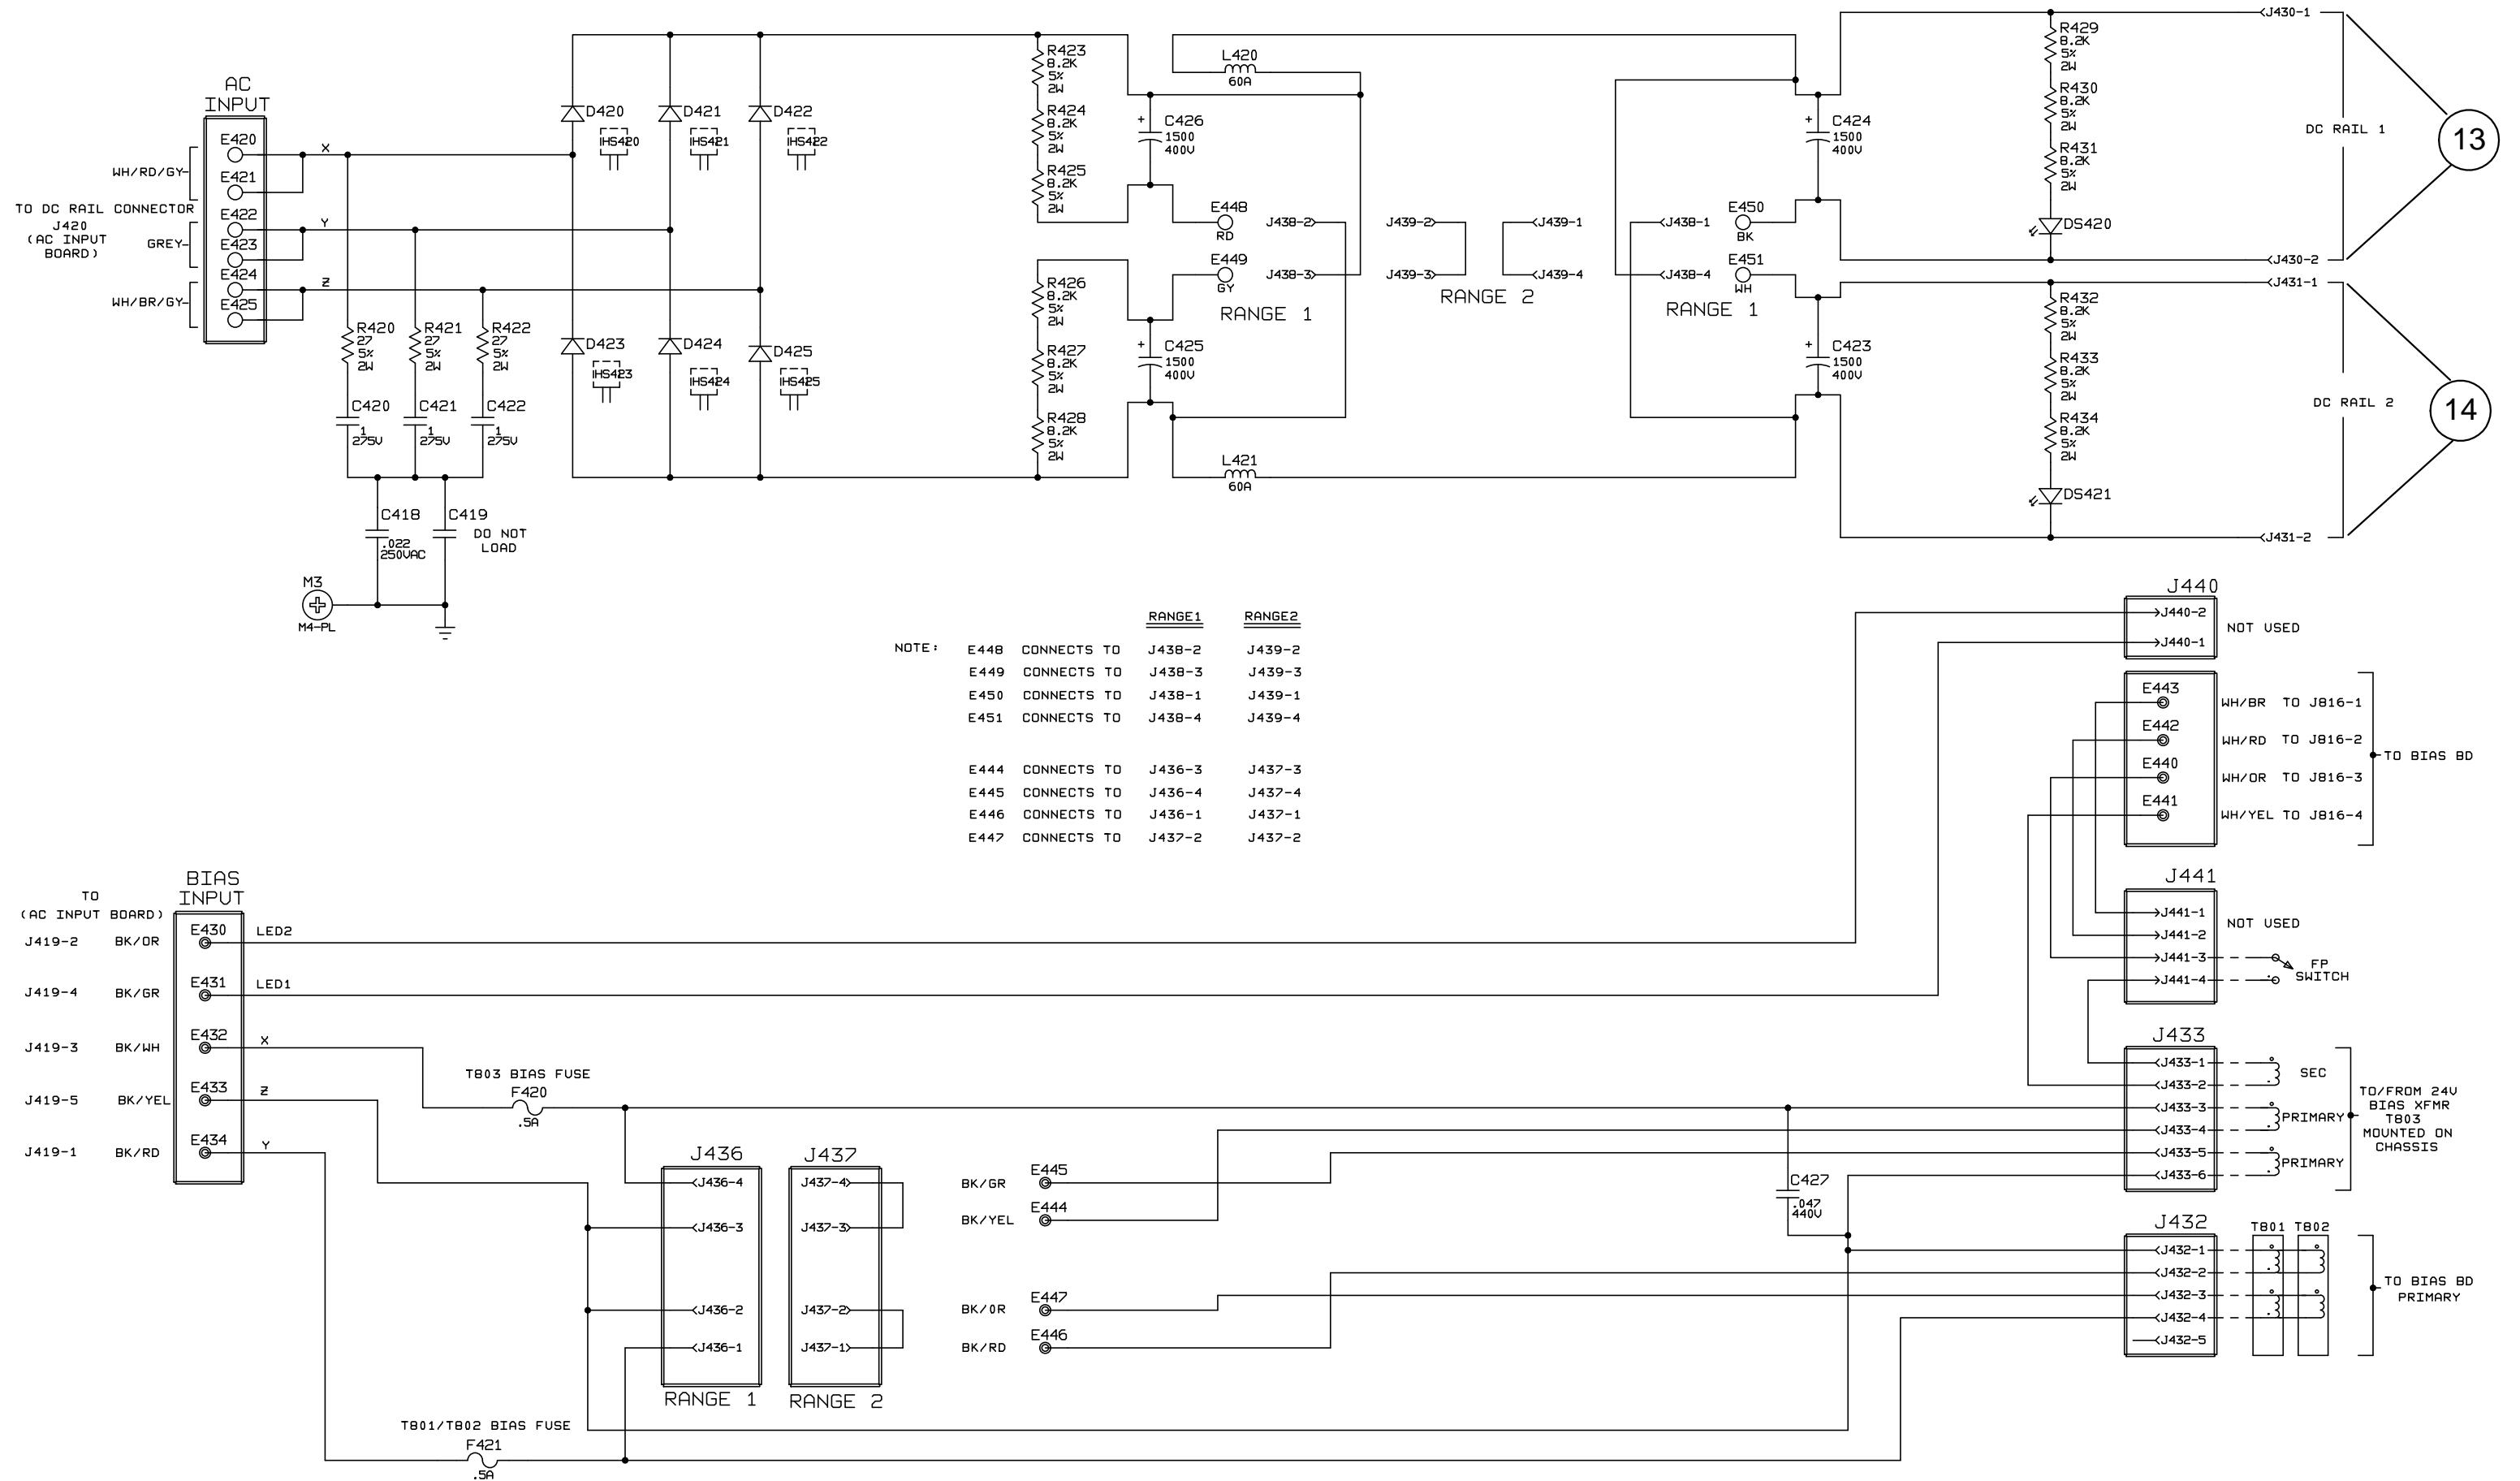 AC
INPUT
E420
E421
E422
E423
E424
E425
WH/RD/GY
TO DC RAIL CONNECTOR
J420
(AC INPUT
BOARD)
GREY
WH/BR/GY
X
Y
Z
R420
27
5%
2W
R421
27
5%
2W
R422
27
5%
2W
C420
1
275V
C421
1
275V
C422
1
275V
C418
.022
250VAC
C419
DO NOT
LOAD
M3
M4-PL
D420
HS420
D421
HS421
D422
HS422
D423
HS423
D424
HS424
D425
HS425
R423
8.2K
5%
2W
R424
8.2K
5%
2W
R425
8.2K
5%
2W
R426
8.2K
5%
2W
R427
8.2K
5%
2W
R428
8.2K
5%
2W
C426
+
1500
400V
C425
+
1500
400V
L420
60A
L421
60A
E448
RD
E449
GY
J438-2
J438-3
RANGE 1
J439-2
J439-3
J439-1
J439-4
RANGE 2
J438-1
J438-4
RANGE 1
E450
BK
E451
WH
C424
+
1500
400V
C423
+
1500
400V
R429
8.2K
5%
2W
R430
8.2K
5%
2W
R431
8.2K
5%
2W
DS420
R432
8.2K
5%
2W
R433
8.2K
5%
2W
R434
8.2K
5%
2W
DS421
J430-1
DC RAIL 1
J430-2
J431-1
DC RAIL 2
J431-2
13
14
RANGE1 RANGE2
NOTE: E448 CONNECTS TO J438-2 J439-2
E449 CONNECTS TO J438-3 J439-3
E450 CONNECTS TO J438-1 J439-1
E451 CONNECTS TO J438-4 J439-4
E444 CONNECTS TO J436-3 J437-3
E445 CONNECTS TO J436-4 J437-4
E446 CONNECTS TO J436-1 J437-1
E447 CONNECTS TO J437-2 J437-2
J440
J440-2
J440-1
NOT USED
E443
WH/BR TO J816-1
E442
WH/RD TO J816-2
E440
WH/OR TO J816-3
E441
WH/YEL TO J816-4
TO BIAS BD
J441
J441-1
J441-2
J441-3
J441-4
NOT USED
FP
SWITCH
J433
J433-1
J433-2
J433-3
J433-4
J433-5
J433-6
SEC
PRIMARY
PRIMARY
TO/FROM 24V
BIAS XFMR
T803
MOUNTED ON
CHASSIS
J432
T801 T802
J432-1
J432-2
J432-3
J432-4
J432-5
TO BIAS BD
PRIMARY
BIAS
INPUT
TO
(AC INPUT BOARD)
J419-2 BK/OR E430 LED2
J419-4 BK/GR E431 LED1
J419-3 BK/WH E432 X
J419-5 BK/YEL E433 Z
J419-1 BK/RD E434 Y
T803 BIAS FUSE
F420
.5A
T801/T802 BIAS FUSE
F421
.5A
J436
J436-4
J436-3
J436-2
J436-1
RANGE 1
J437
J437-4
J437-3
J437-2
J437-1
RANGE 2
BK/GR E445
BK/YEL E444
BK/OR E447
BK/RD E446
C427
.047
440V